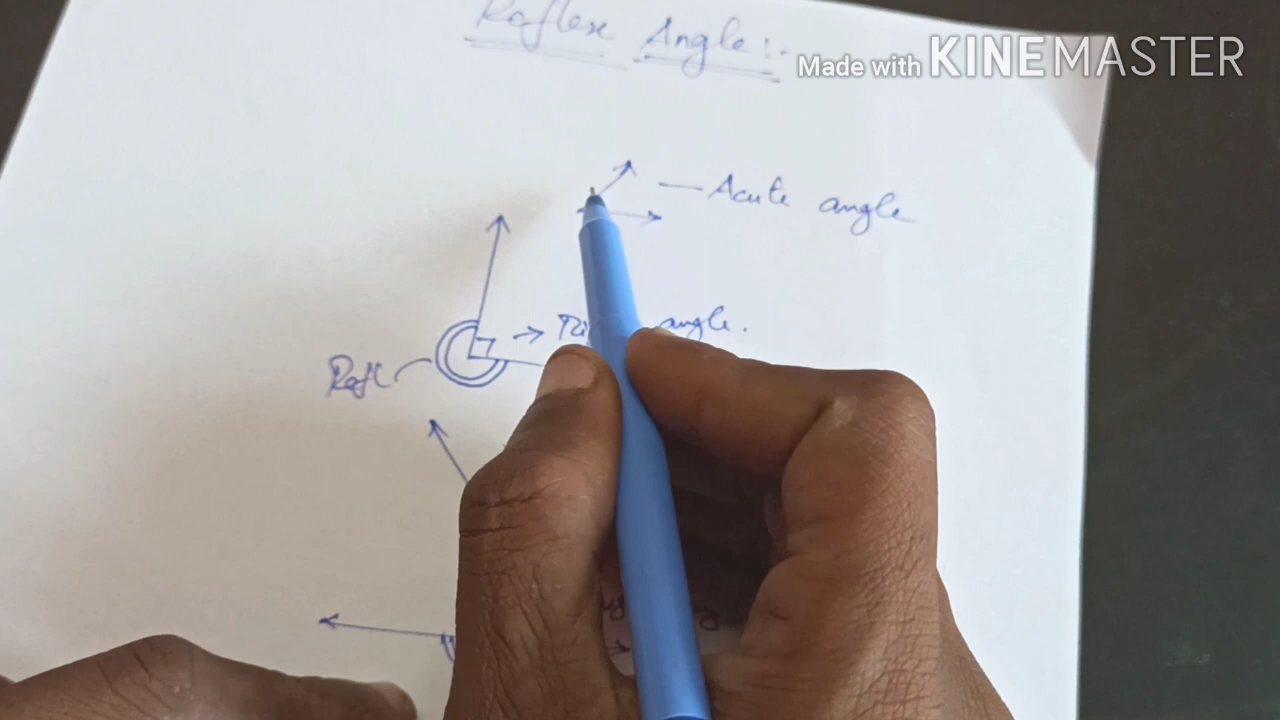 Reflex Angle:-
Made with KINEMASTER
Acute angle
angle.
Refl